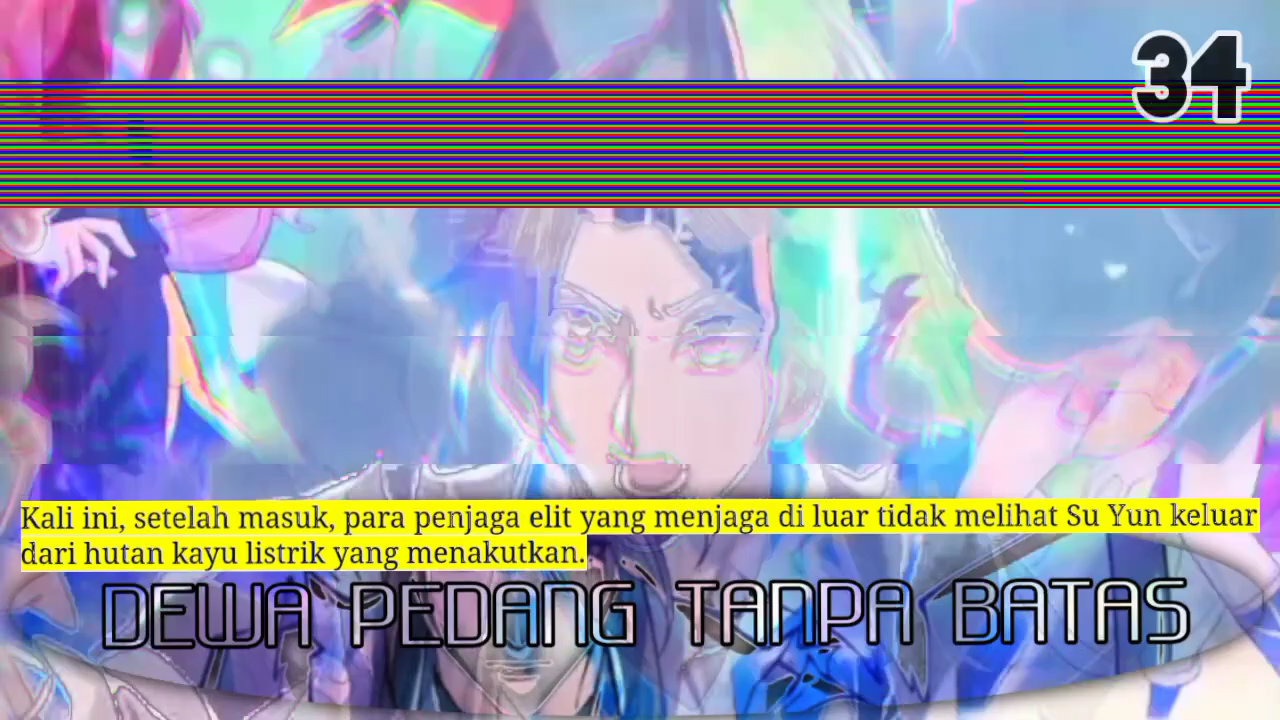 34
Kali ini, setelah masuk, para penjaga elit yang menjaga di luar tidak melihat Su Yun keluar
dari hutan kayu listrik yang menakutkan.
DEWA PEDANG TANPA BATAS